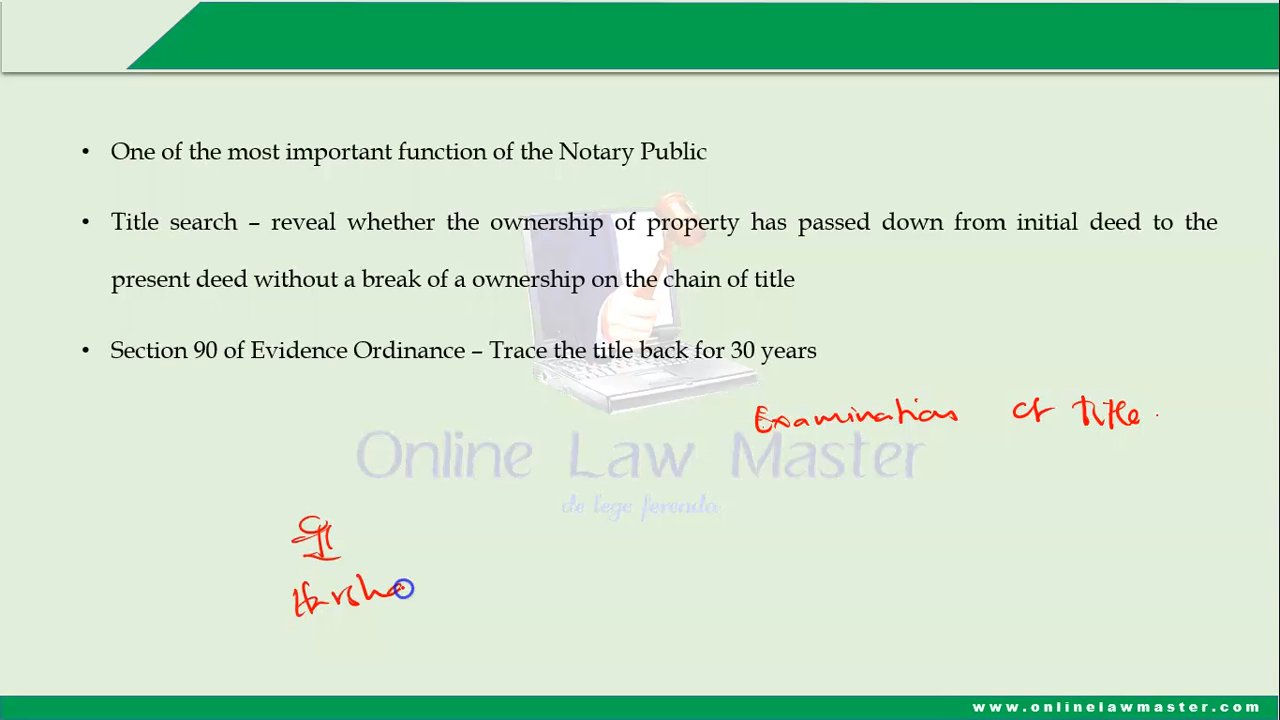 • One of the most important function of the Notary Public
• Title search – reveal whether the ownership of property has passed down from initial deed to the
present deed without a break of a ownership on the chain of title
• Section 90 of Evidence Ordinance – Trace the title back for 30 years
Examination of Title.
Online Law Master
de lege ferenda
Harsha
www.onlinelawmaster.com